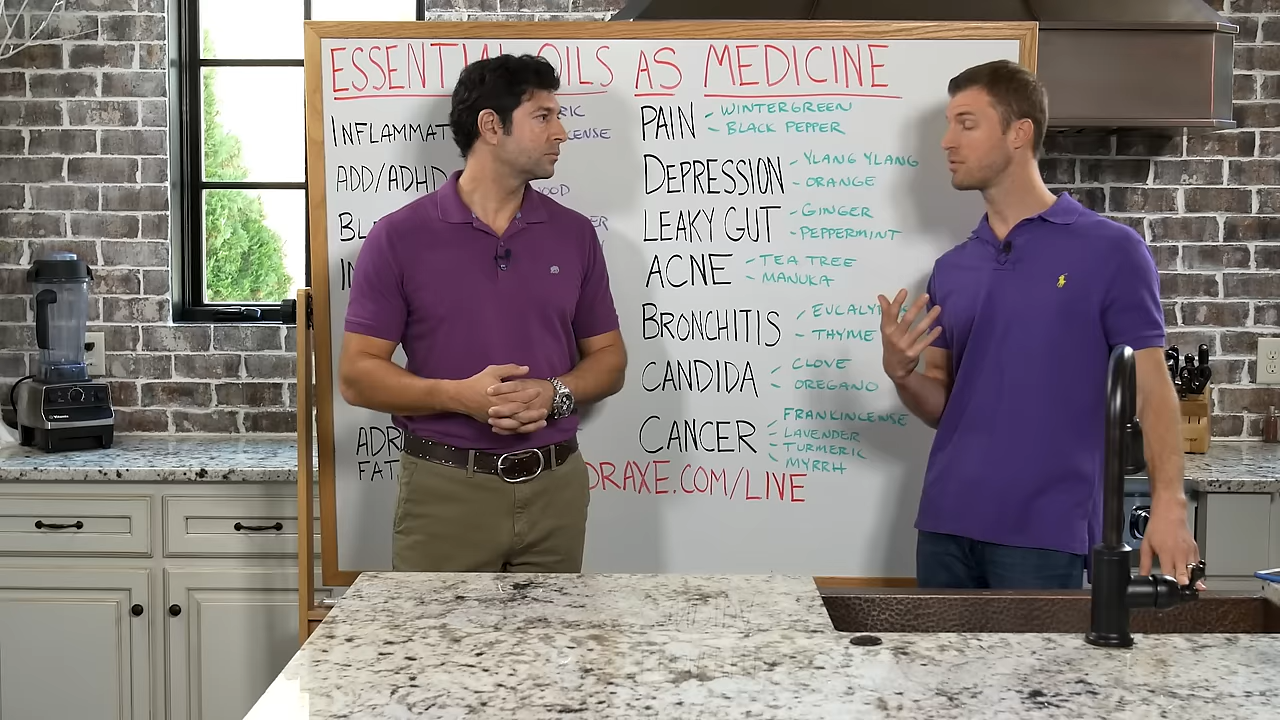 ESSENTIAL OILS AS MEDICINE
INFLAMMAT
ADD/ADHD
ADR
FAT
PAIN - WINTERGREEN
- BLACK PEPPER
DEPRESSION - YLANG YLANG
- ORANGE
LEAKY GUT - GINGER
- PEPPERMINT
ACNE - TEA TREE
- MANUKA
BRONCHITIS - EUCALY
- THYME
CANDIDA - CLOVE
- OREGANO
CANCER - FRANKINCENSE
- LAVENDER
- TURMERIC
- MYRRH
DRAXE.COM/LIVE